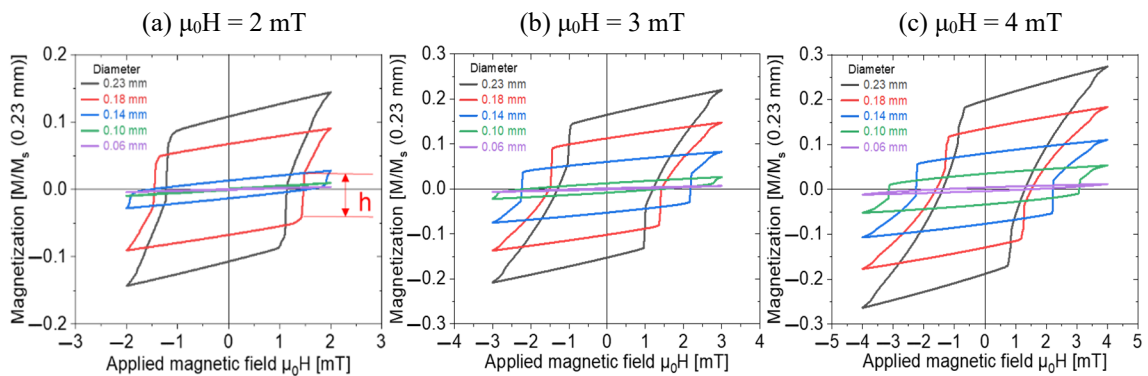 (a) μ₀H = 2 mT
(b) μ₀H = 3 mT
(c) μ₀H = 4 mT
Magnetization [M/Mₛ (0.23 mm)]
0.2
0.1
0.0
−0.1
−0.2
Diameter
0.23 mm
0.18 mm
0.14 mm
0.10 mm
0.06 mm
h
−3 −2 −1 0 1 2 3
Applied magnetic field μ₀H [mT]
Magnetization [M/Mₛ (0.23 mm)]
0.3
0.2
0.1
0.0
−0.1
−0.2
−0.3
Diameter
0.23 mm
0.18 mm
0.14 mm
0.10 mm
0.06 mm
−4 −3 −2 −1 0 1 2 3 4
Applied magnetic field μ₀H [mT]
Magnetization [M/Mₛ (0.23 mm)]
0.3
0.2
0.1
0.0
−0.1
−0.2
−0.3
Diameter
0.23 mm
0.18 mm
0.14 mm
0.10 mm
0.06 mm
−5 −4 −3 −2 −1 0 1 2 3 4 5
Applied magnetic field μ₀H [mT]